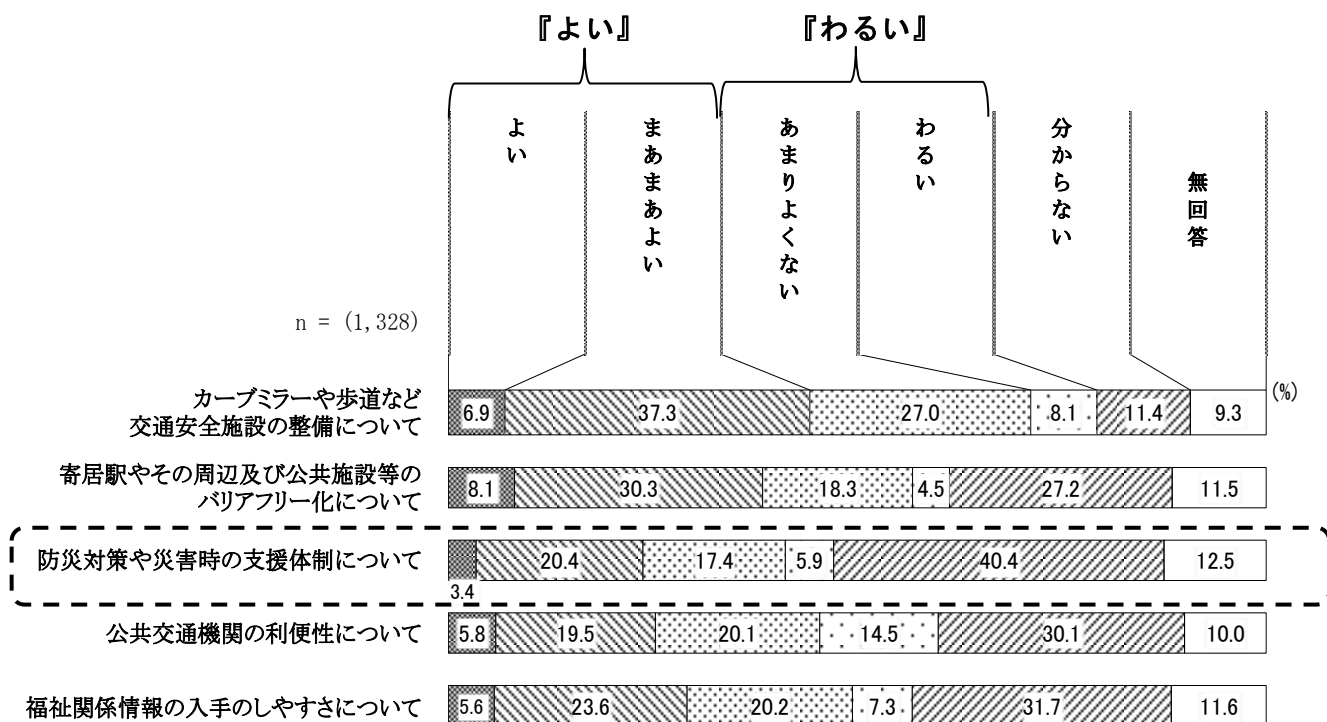 『よい』 『わるい』
よい
まあまあよい
あまりよくない
わるい
分からない
無回答
n = (1,328)
(%)
カーブミラーや歩道など
交通安全施設の整備について
6.9 37.3 27.0 8.1 11.4 9.3
寄居駅やその周辺及び公共施設等の
バリアフリー化について
8.1 30.3 18.3 4.5 27.2 11.5
防災対策や災害時の支援体制について
3.4 20.4 17.4 5.9 40.4 12.5
公共交通機関の利便性について
5.8 19.5 20.1 14.5 30.1 10.0
福祉関係情報の入手のしやすさについて
5.6 23.6 20.2 7.3 31.7 11.6